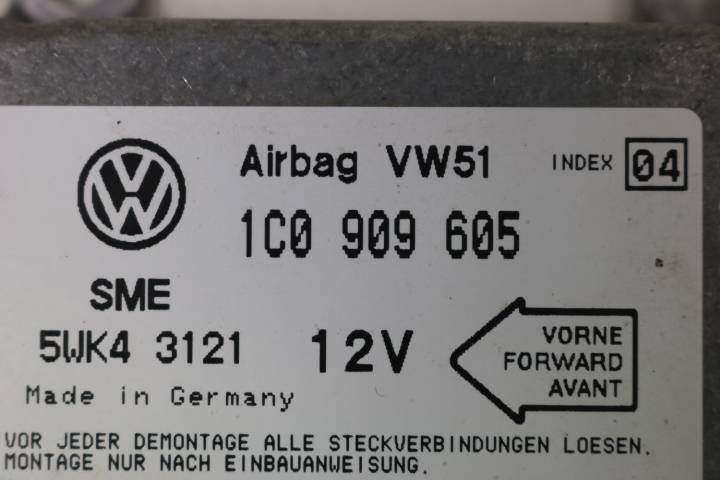 Airbag VW51 INDEX 04
1C0 909 605
SME
5WK4 3121 12V
VORNE
FORWARD
AVANT
Made in Germany
VOR JEDER DEMONTAGE ALLE STECKVERBINDUNGEN LOESEN.
MONTAGE NUR NACH EINBAUANWEISUNG.